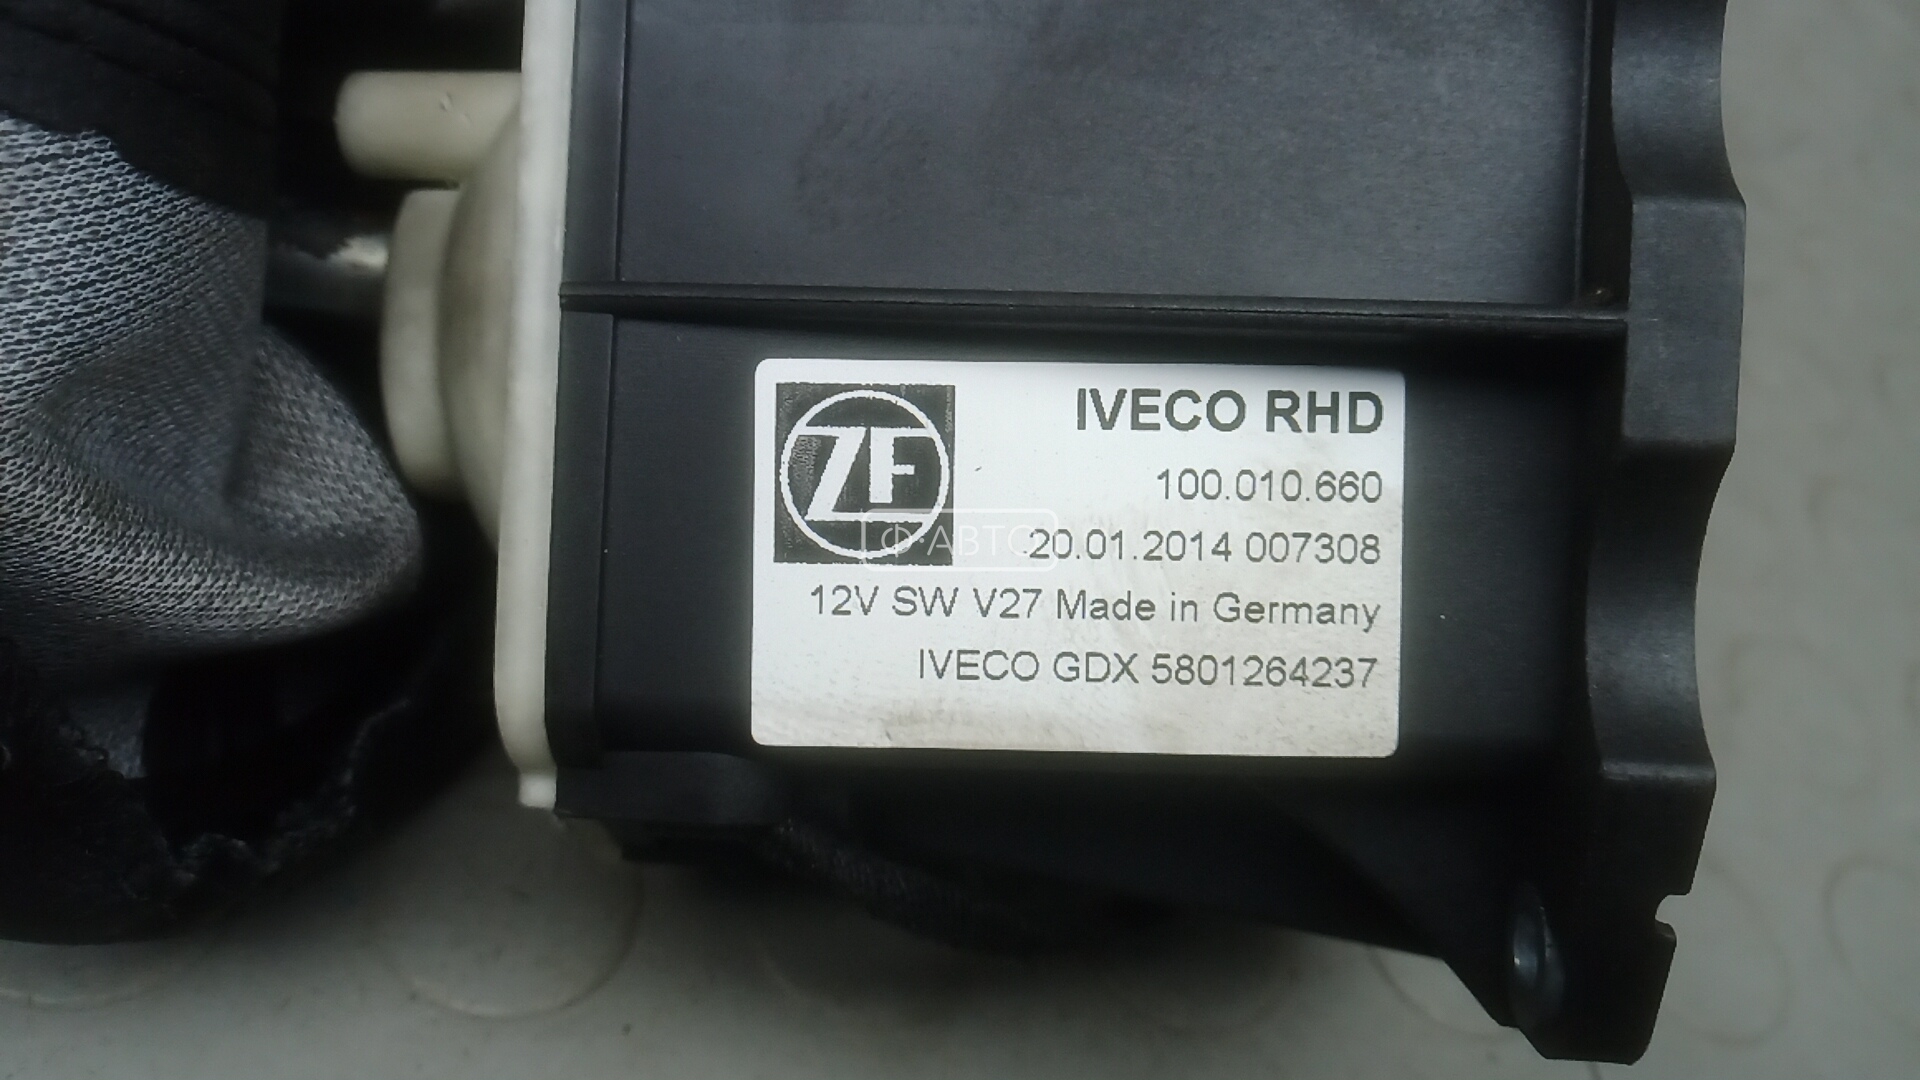 ZF
IVECO RHD
100.010.660
20.01.2014 007308
Ф АВТО
12V SW V27 Made in Germany
IVECO GDX 5801264237